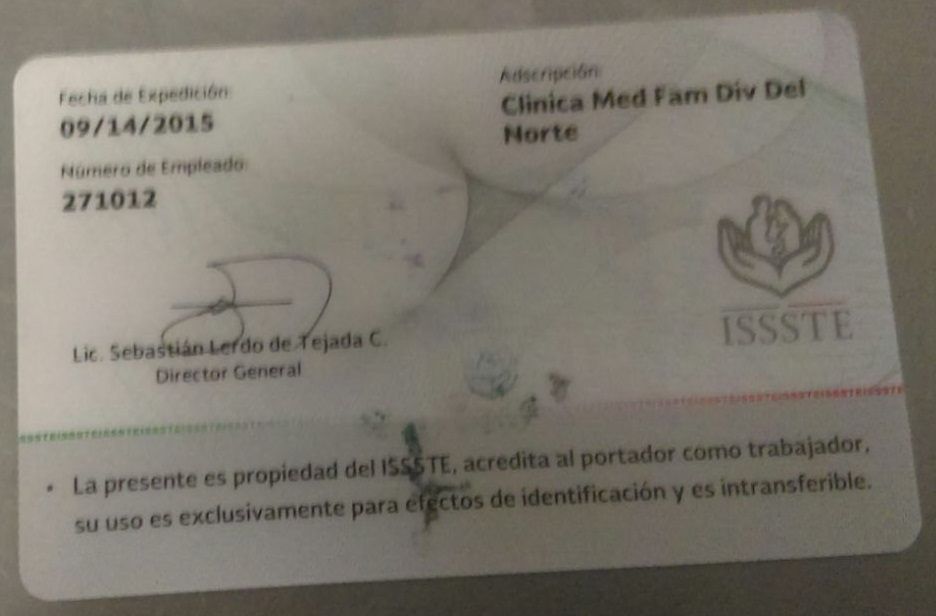 Fecha de Expedición:
09/14/2015
Número de Empleado:
271012
Adscripción:
Clinica Med Fam Div Del
Norte
ISSSTE
Lic. Sebastián Lerdo de Tejada C.
Director General
• La presente es propiedad del ISSSTE, acredita al portador como trabajador,
su uso es exclusivamente para efectos de identificación y es intransferible.